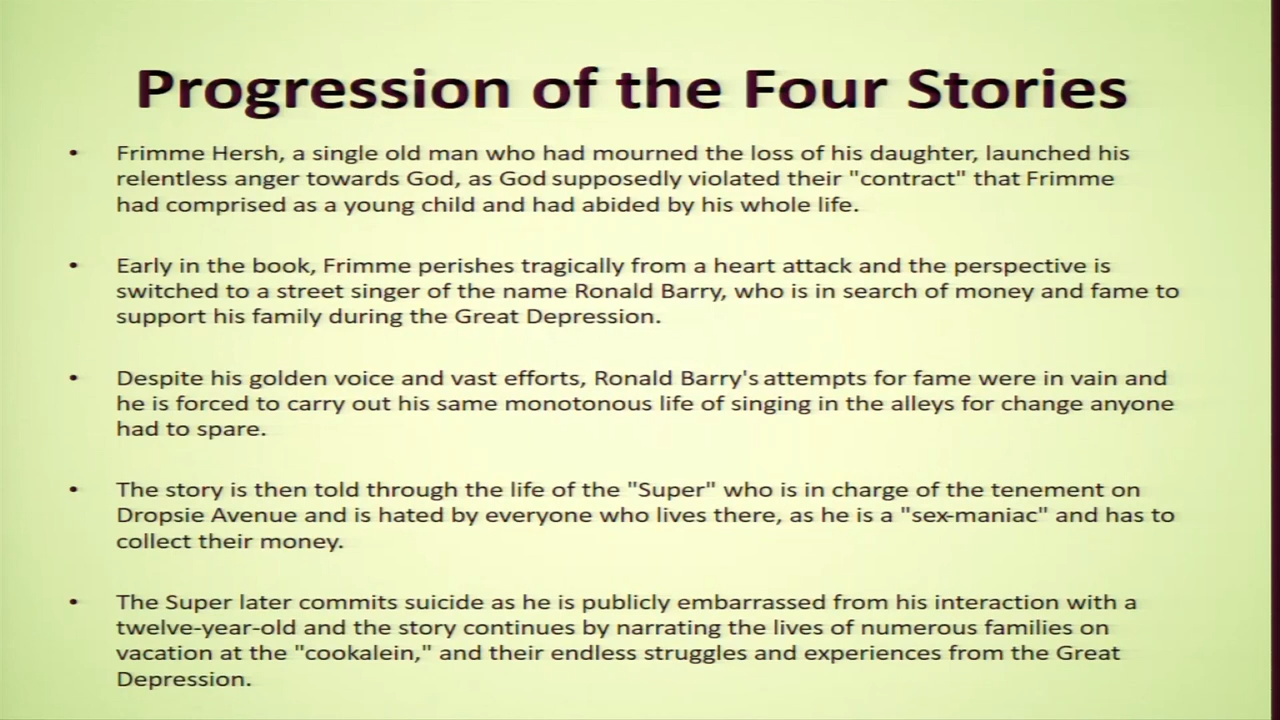 Progression of the Four Stories
• Frimme Hersh, a single old man who had mourned the loss of his daughter, launched his
relentless anger towards God, as God supposedly violated their "contract" that Frimme
had comprised as a young child and had abided by his whole life.
• Early in the book, Frimme perishes tragically from a heart attack and the perspective is
switched to a street singer of the name Ronald Barry, who is in search of money and fame to
support his family during the Great Depression.
• Despite his golden voice and vast efforts, Ronald Barry's attempts for fame were in vain and
he is forced to carry out his same monotonous life of singing in the alleys for change anyone
had to spare.
• The story is then told through the life of the "Super" who is in charge of the tenement on
Dropsie Avenue and is hated by everyone who lives there, as he is a "sex-maniac" and has to
collect their money.
• The Super later commits suicide as he is publicly embarrassed from his interaction with a
twelve-year-old and the story continues by narrating the lives of numerous families on
vacation at the "cookalein," and their endless struggles and experiences from the Great
Depression.